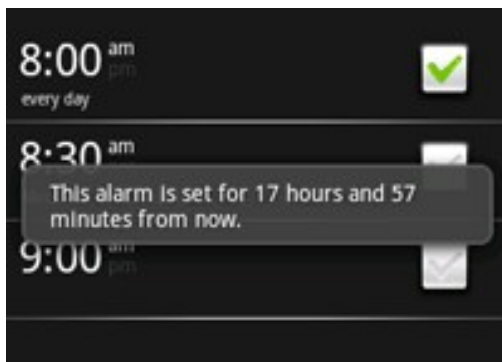 8:00 am
pm
every day
8:30 am
This alarm is set for 17 hours and 57
minutes from now.
9:00 am
pm